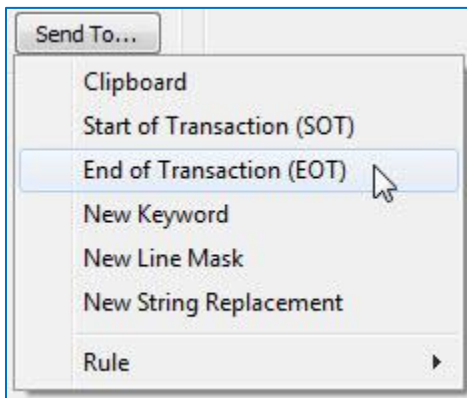 Send To...
Clipboard
Start of Transaction (SOT)
End of Transaction (EOT)
New Keyword
New Line Mask
New String Replacement
Rule